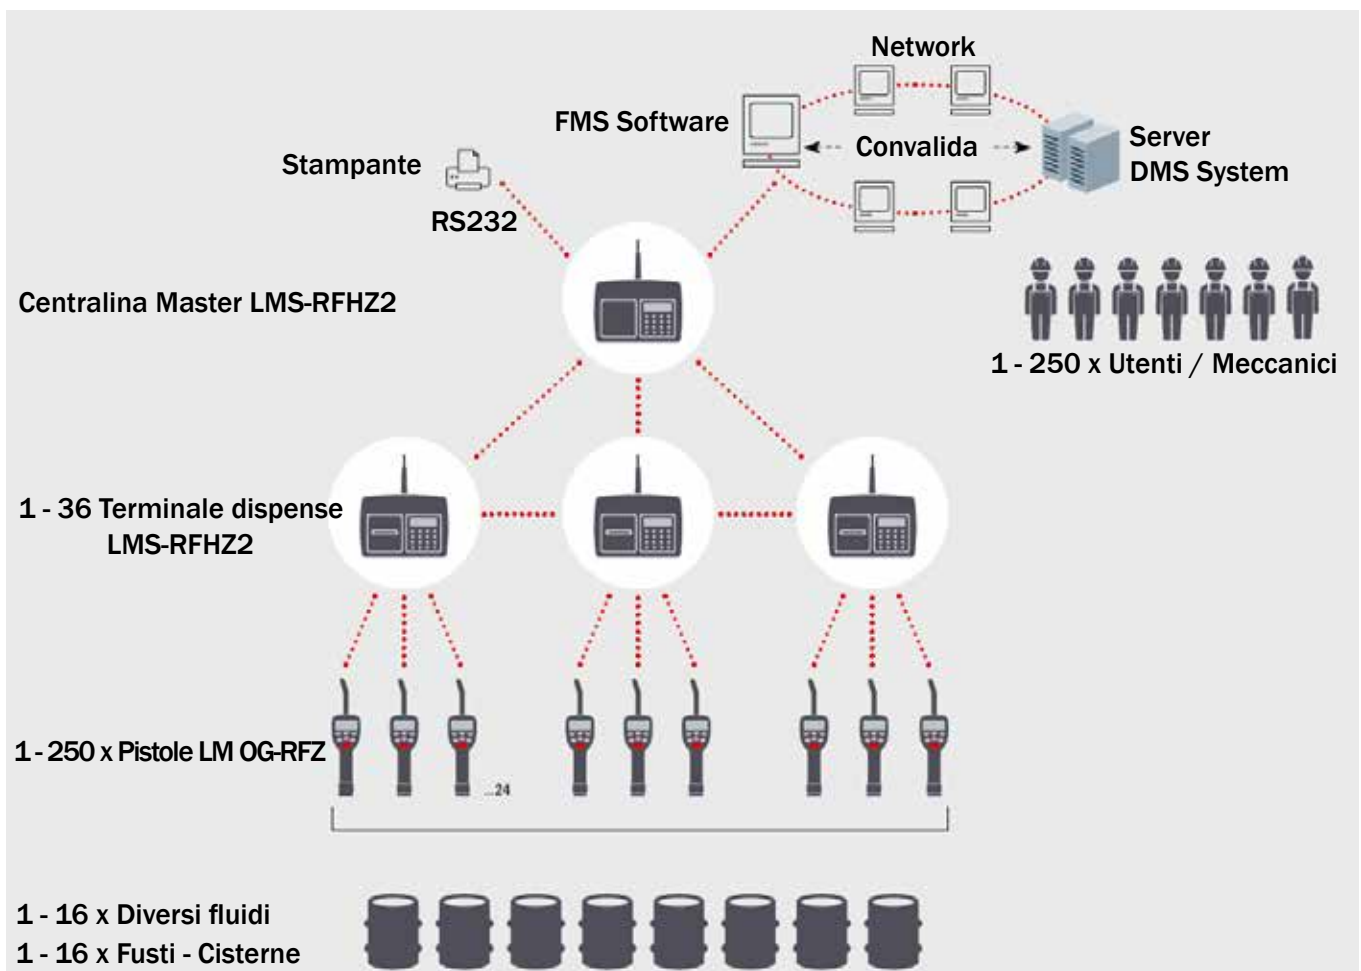 Network
FMS Software
Convalida
Server
DMS System
Stampante
RS232
Centralina Master LMS-RFHZ2
1 - 250 x Utenti / Meccanici
1 - 36 Terminale dispense
LMS-RFHZ2
1 - 250 x Pistole LM OG-RFZ
...24
1 - 16 x Diversi fluidi
1 - 16 x Fusti - Cisterne